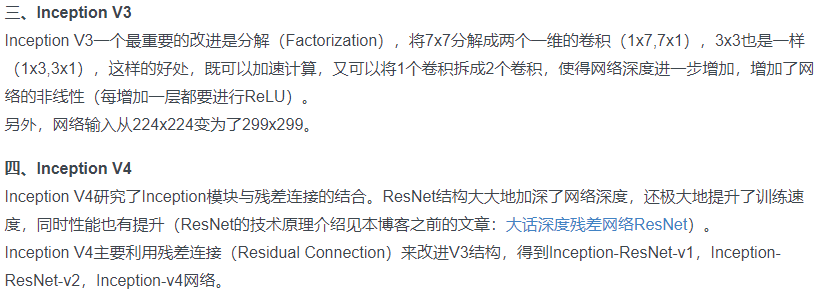 三、Inception V3
Inception V3一个最重要的改进是分解（Factorization），将7x7分解成两个一维的卷积（1x7,7x1），3x3也是一样
（1x3,3x1），这样的好处，既可以加速计算，又可以将1个卷积拆成2个卷积，使得网络深度进一步增加，增加了网
络的非线性（每增加一层都要进行ReLU）。
另外，网络输入从224x224变为了299x299。
四、Inception V4
Inception V4研究了Inception模块与残差连接的结合。ResNet结构大大地加深了网络深度，还极大地提升了训练速
度，同时性能也有提升（ResNet的技术原理介绍见本博客之前的文章：大话深度残差网络ResNet）。
Inception V4主要利用残差连接（Residual Connection）来改进V3结构，得到Inception-ResNet-v1，Inception-
ResNet-v2，Inception-v4网络。